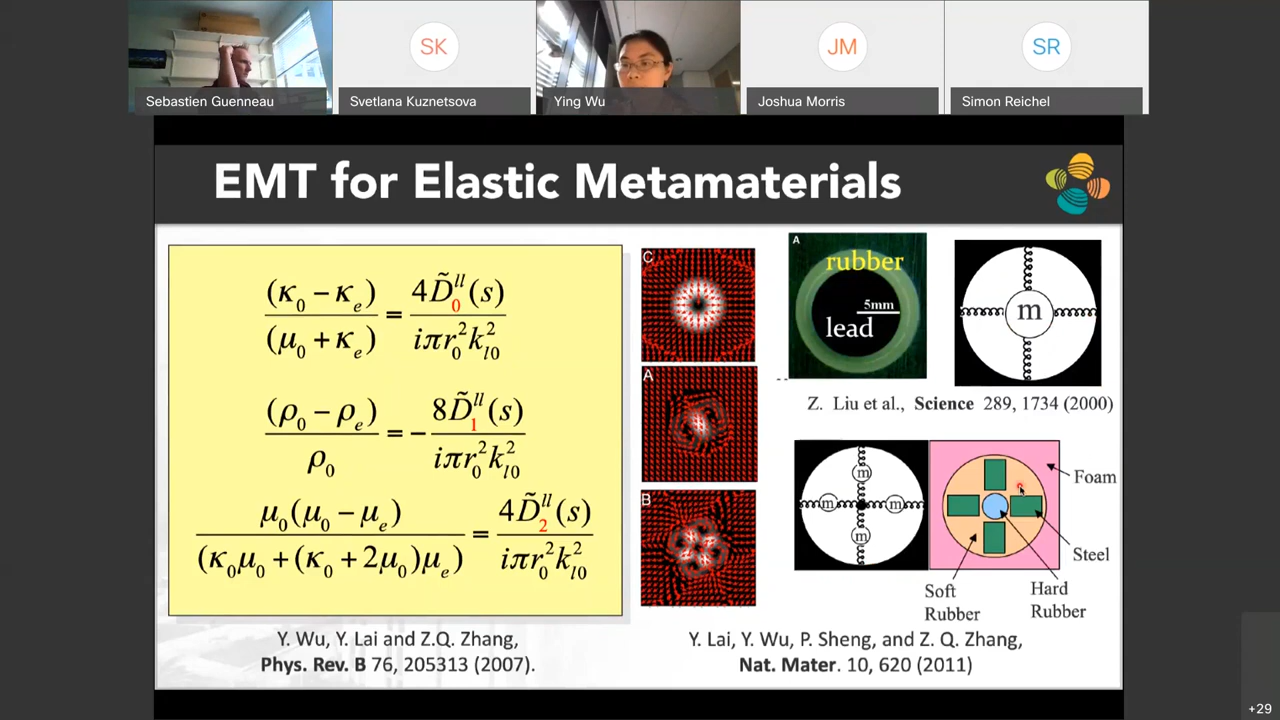 SK
JM
SR
Sebastien Guenneau
Svetlana Kuznetsova
Ying Wu
Joshua Morris
Simon Reichel
EMT for Elastic Metamaterials
(κ₀ − κₑ) / (μ₀ + κₑ) = 4D̃₀ˡˡ(s) / iπr₀²kₗ₀²
(ρ₀ − ρₑ) / ρ₀ = − 8D̃₁ˡˡ(s) / iπr₀²kₗ₀²
μ₀(μ₀ − μₑ) / (κ₀μ₀ + (κ₀ + 2μ₀)μₑ) = 4D̃₂ˡˡ(s) / iπr₀²kₗ₀²
Y. Wu, Y. Lai and Z.Q. Zhang,
Phys. Rev. B 76, 205313 (2007).
C
A
B
A
rubber
5mm
lead
m
Z. Liu et al., Science 289, 1734 (2000)
m
m
m
m
Foam
Steel
Soft
Rubber
Hard
Rubber
Y. Lai, Y. Wu, P. Sheng, and Z. Q. Zhang,
Nat. Mater. 10, 620 (2011)
+29